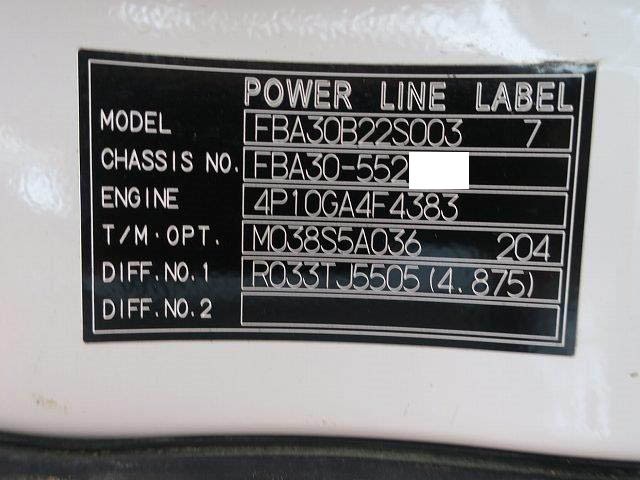 POWER LINE LABEL
MODEL FBA30B22S003 7
CHASSIS NO. FBA30-552
ENGINE 4P10GA4F4383
T/M·OPT. M038S5A036 204
DIFF.NO.1 R033TJ5505(4.875)
DIFF.NO.2